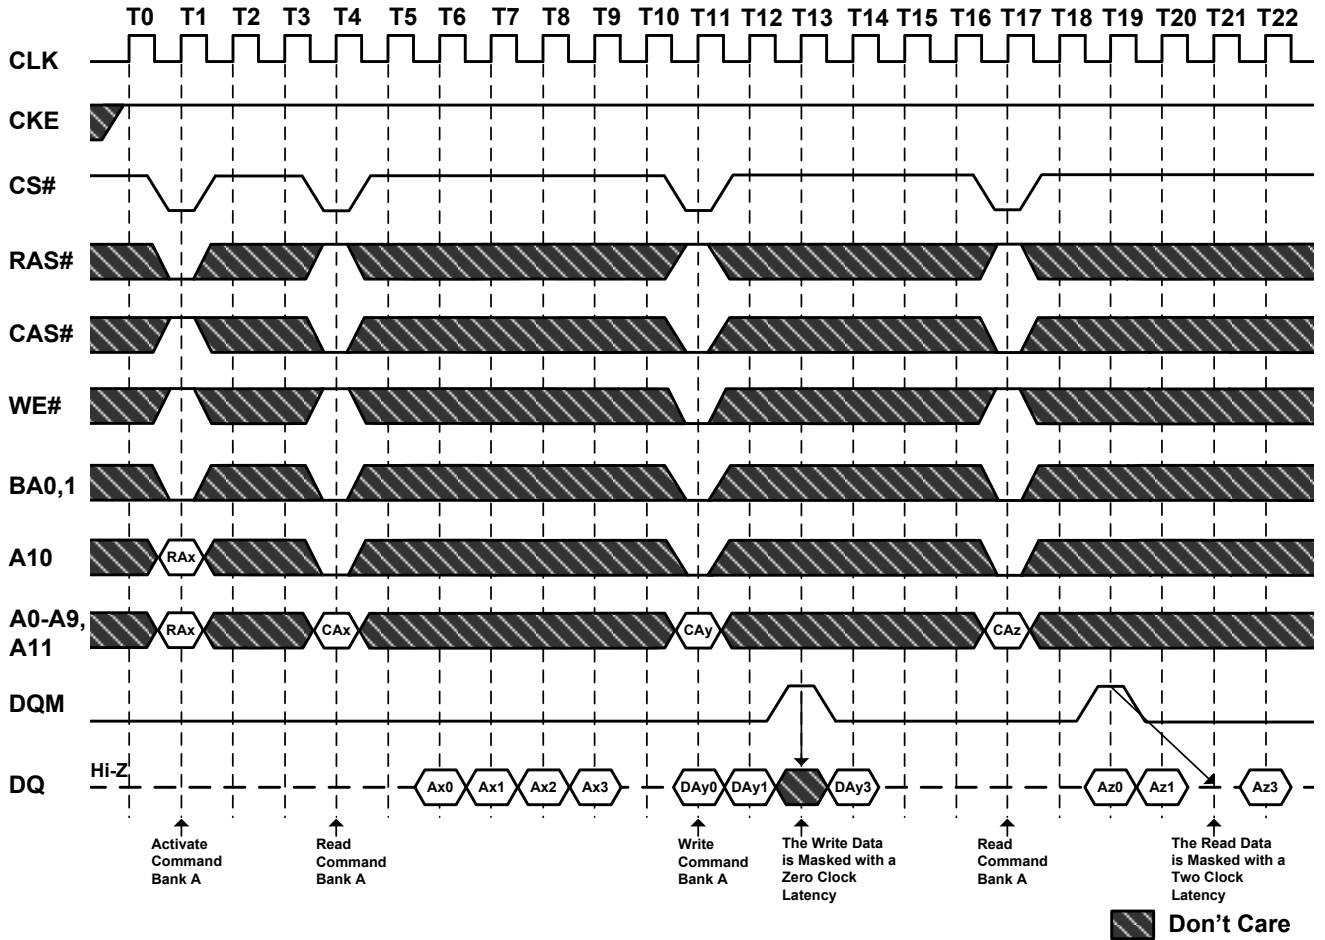 T0 T1 T2 T3 T4 T5 T6 T7 T8 T9 T10 T11 T12 T13 T14 T15 T16 T17 T18 T19 T20 T21 T22
CLK
CKE
CS#
RAS#
CAS#
WE#
BA0,1
A10
RAx
A0-A9,
A11
RAx CAx CAy CAz
DQM
Hi-Z
DQ
Ax0 Ax1 Ax2 Ax3 DAy0 DAy1 DAy3 Az0 Az1 Az3
Activate
Command
Bank A
Read
Command
Bank A
Write
Command
Bank A
The Write Data
is Masked with a
Zero Clock
Latency
Read
Command
Bank A
The Read Data
is Masked with a
Two Clock
Latency
Don't Care